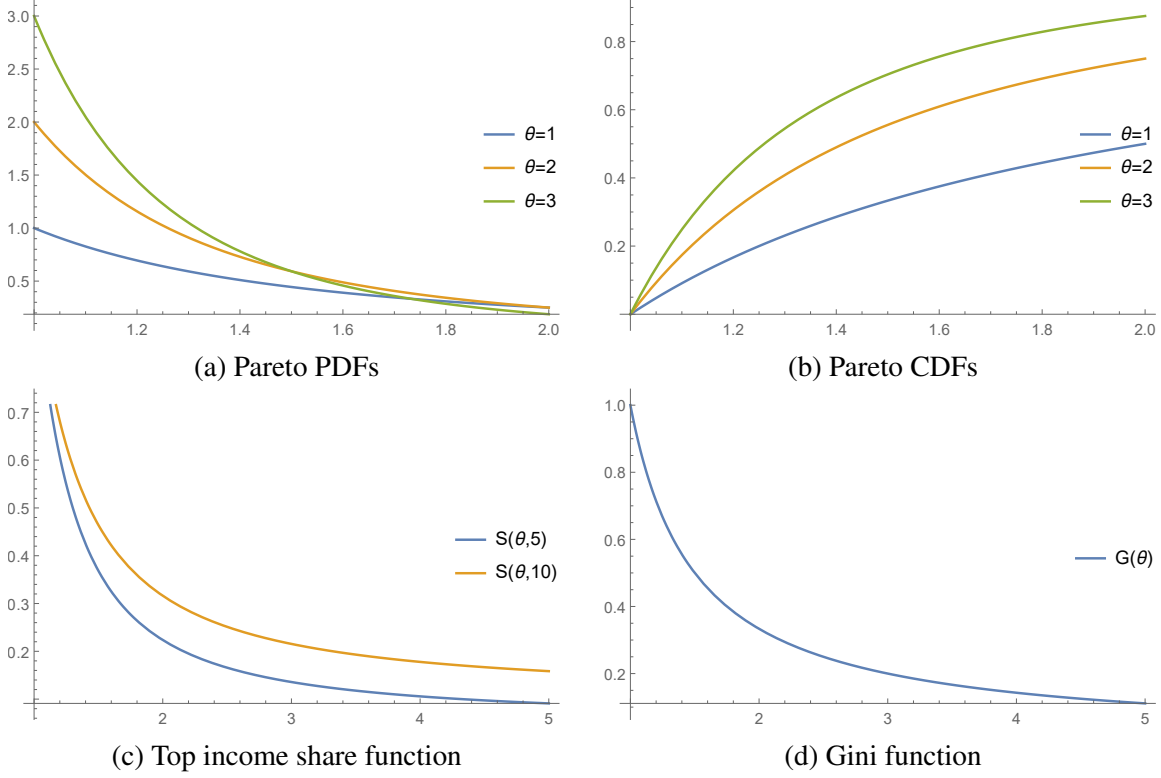 3.0
2.5
2.0
1.5
1.0
0.5
1.2 1.4 1.6 1.8 2.0
θ=1
θ=2
θ=3
(a) Pareto PDFs
0.8
0.6
0.4
0.2
1.2 1.4 1.6 1.8 2.0
θ=1
θ=2
θ=3
(b) Pareto CDFs
0.7
0.6
0.5
0.4
0.3
0.2
2 3 4 5
S(θ,5)
S(θ,10)
(c) Top income share function
1.0
0.8
0.6
0.4
0.2
2 3 4 5
G(θ)
(d) Gini function